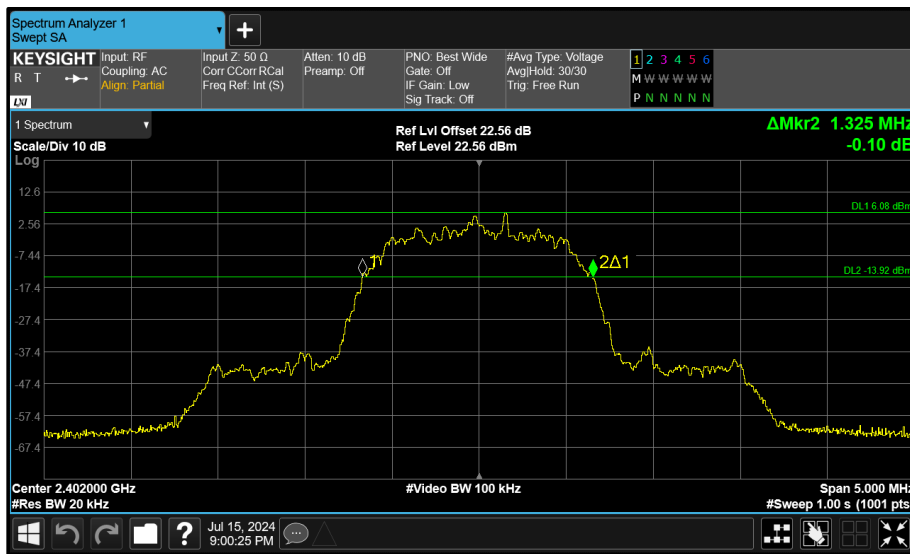 Spectrum Analyzer 1
Swept SA
KEYSIGHT
R T
LXI
Input: RF
Coupling: AC
Align: Partial
Input Z: 50 Ω
Corr CCorr RCal
Freq Ref: Int (S)
Atten: 10 dB
Preamp: Off
PNO: Best Wide
Gate: Off
IF Gain: Low
Sig Track: Off
#Avg Type: Voltage
Avg|Hold: 30/30
Trig: Free Run
1 2 3 4 5 6
M W W W W W
P N N N N N
1 Spectrum
Scale/Div 10 dB
Ref Lvl Offset 22.56 dB
Ref Level 22.56 dBm
ΔMkr2 1.325 MHz
-0.10 dB
Log
12.6
2.56
-7.44
-17.4
-27.4
-37.4
-47.4
-57.4
-67.4
DL1 6.08 dBm
1
2Δ1
DL2 -13.92 dBm
Center 2.402000 GHz
#Video BW 100 kHz
Span 5.000 MHz
#Res BW 20 kHz
#Sweep 1.00 s (1001 pts
?
Jul 15, 2024
9:00:25 PM